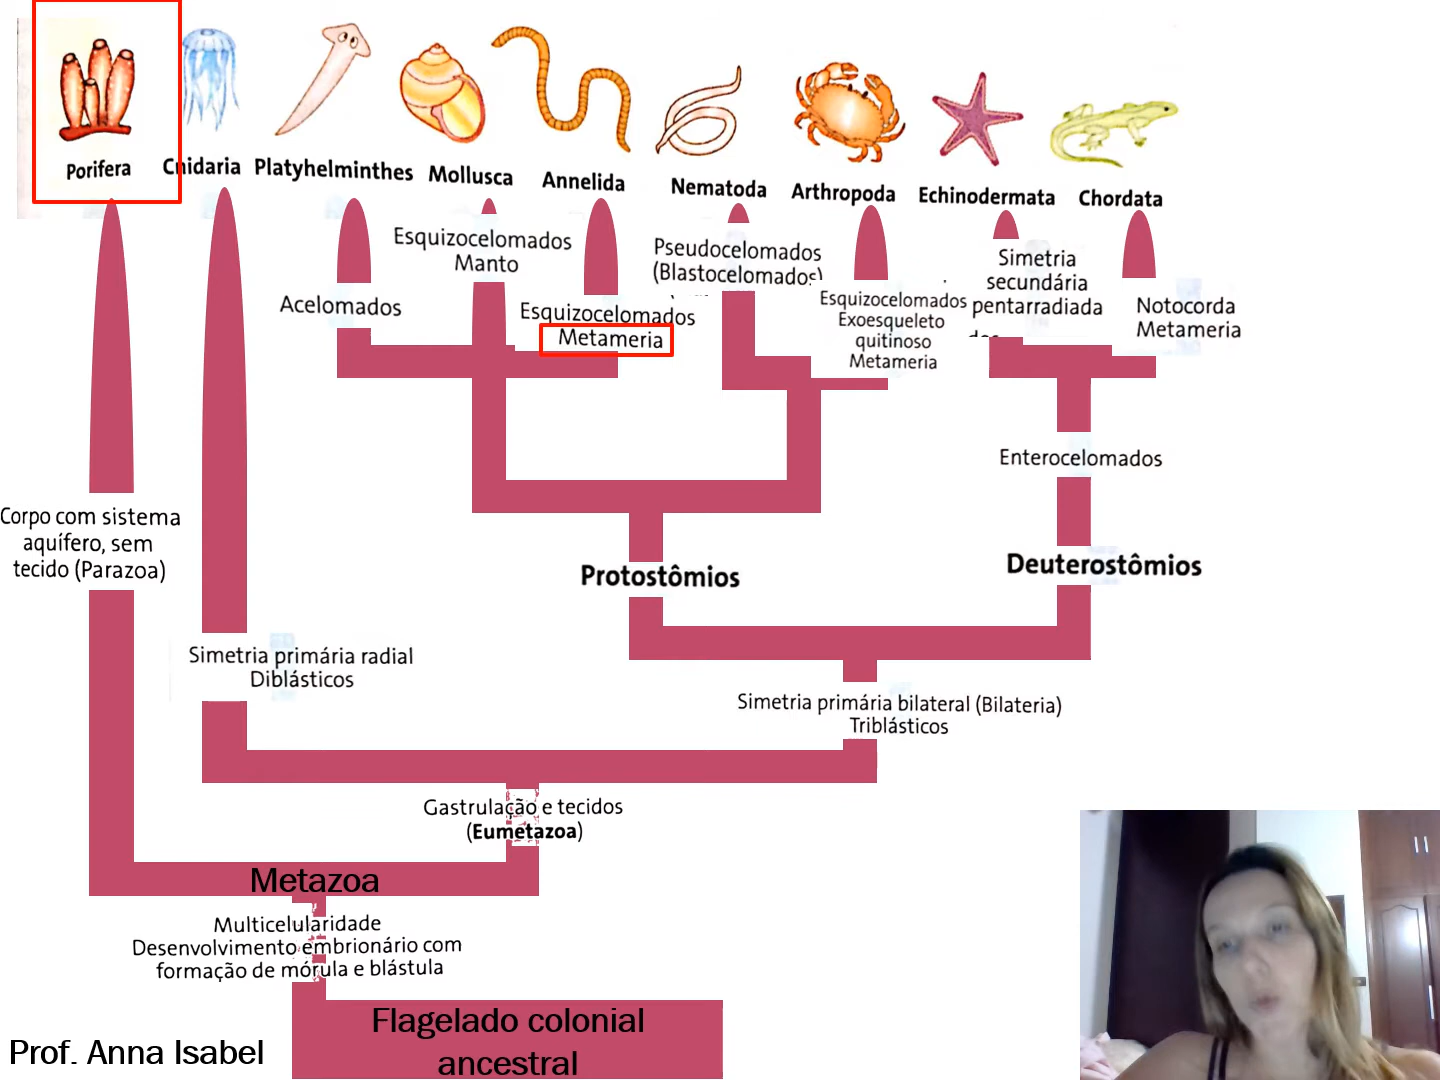 Porifera
Cnidaria
Platyhelminthes
Mollusca
Annelida
Nematoda
Arthropoda
Echinodermata
Chordata
Esquizocelomados
Manto
Acelomados
Esquizocelomados
Metameria
Pseudocelomados
(Blastocelomados)
Esquizocelomados
Exoesqueleto
quitinoso
Metameria
Simetria
secundária
pentarradiada
Notocorda
Metameria
Enterocelomados
Corpo com sistema
aquífero, sem
tecido (Parazoa)
Protostômios
Deuterostômios
Simetria primária radial
Diblásticos
Simetria primária bilateral (Bilateria)
Triblásticos
Gastrulação e tecidos
(Eumetazoa)
Metazoa
Multicelularidade
Desenvolvimento embrionário com
formação de mórula e blástula
Flagelado colonial
ancestral
Prof. Anna Isabel